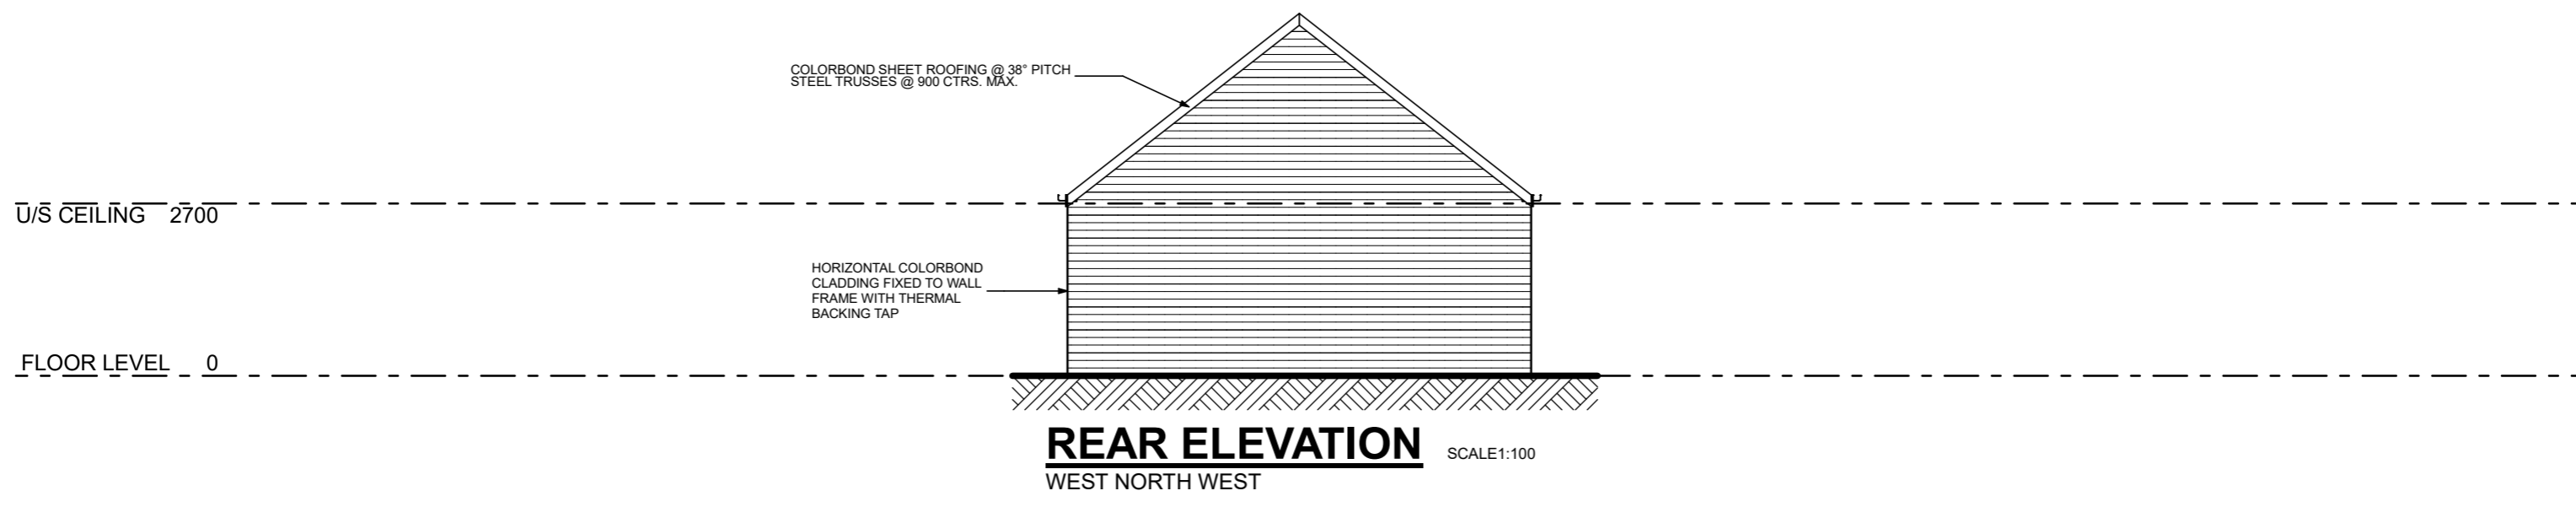 COLORBOND SHEET ROOFING @ 38° PITCH
STEEL TRUSSES @ 900 CTRS. MAX.
U/S CEILING 2700
HORIZONTAL COLORBOND
CLADDING FIXED TO WALL
FRAME WITH THERMAL
BACKING TAP
FLOOR LEVEL 0
REAR ELEVATION SCALE1:100
WEST NORTH WEST